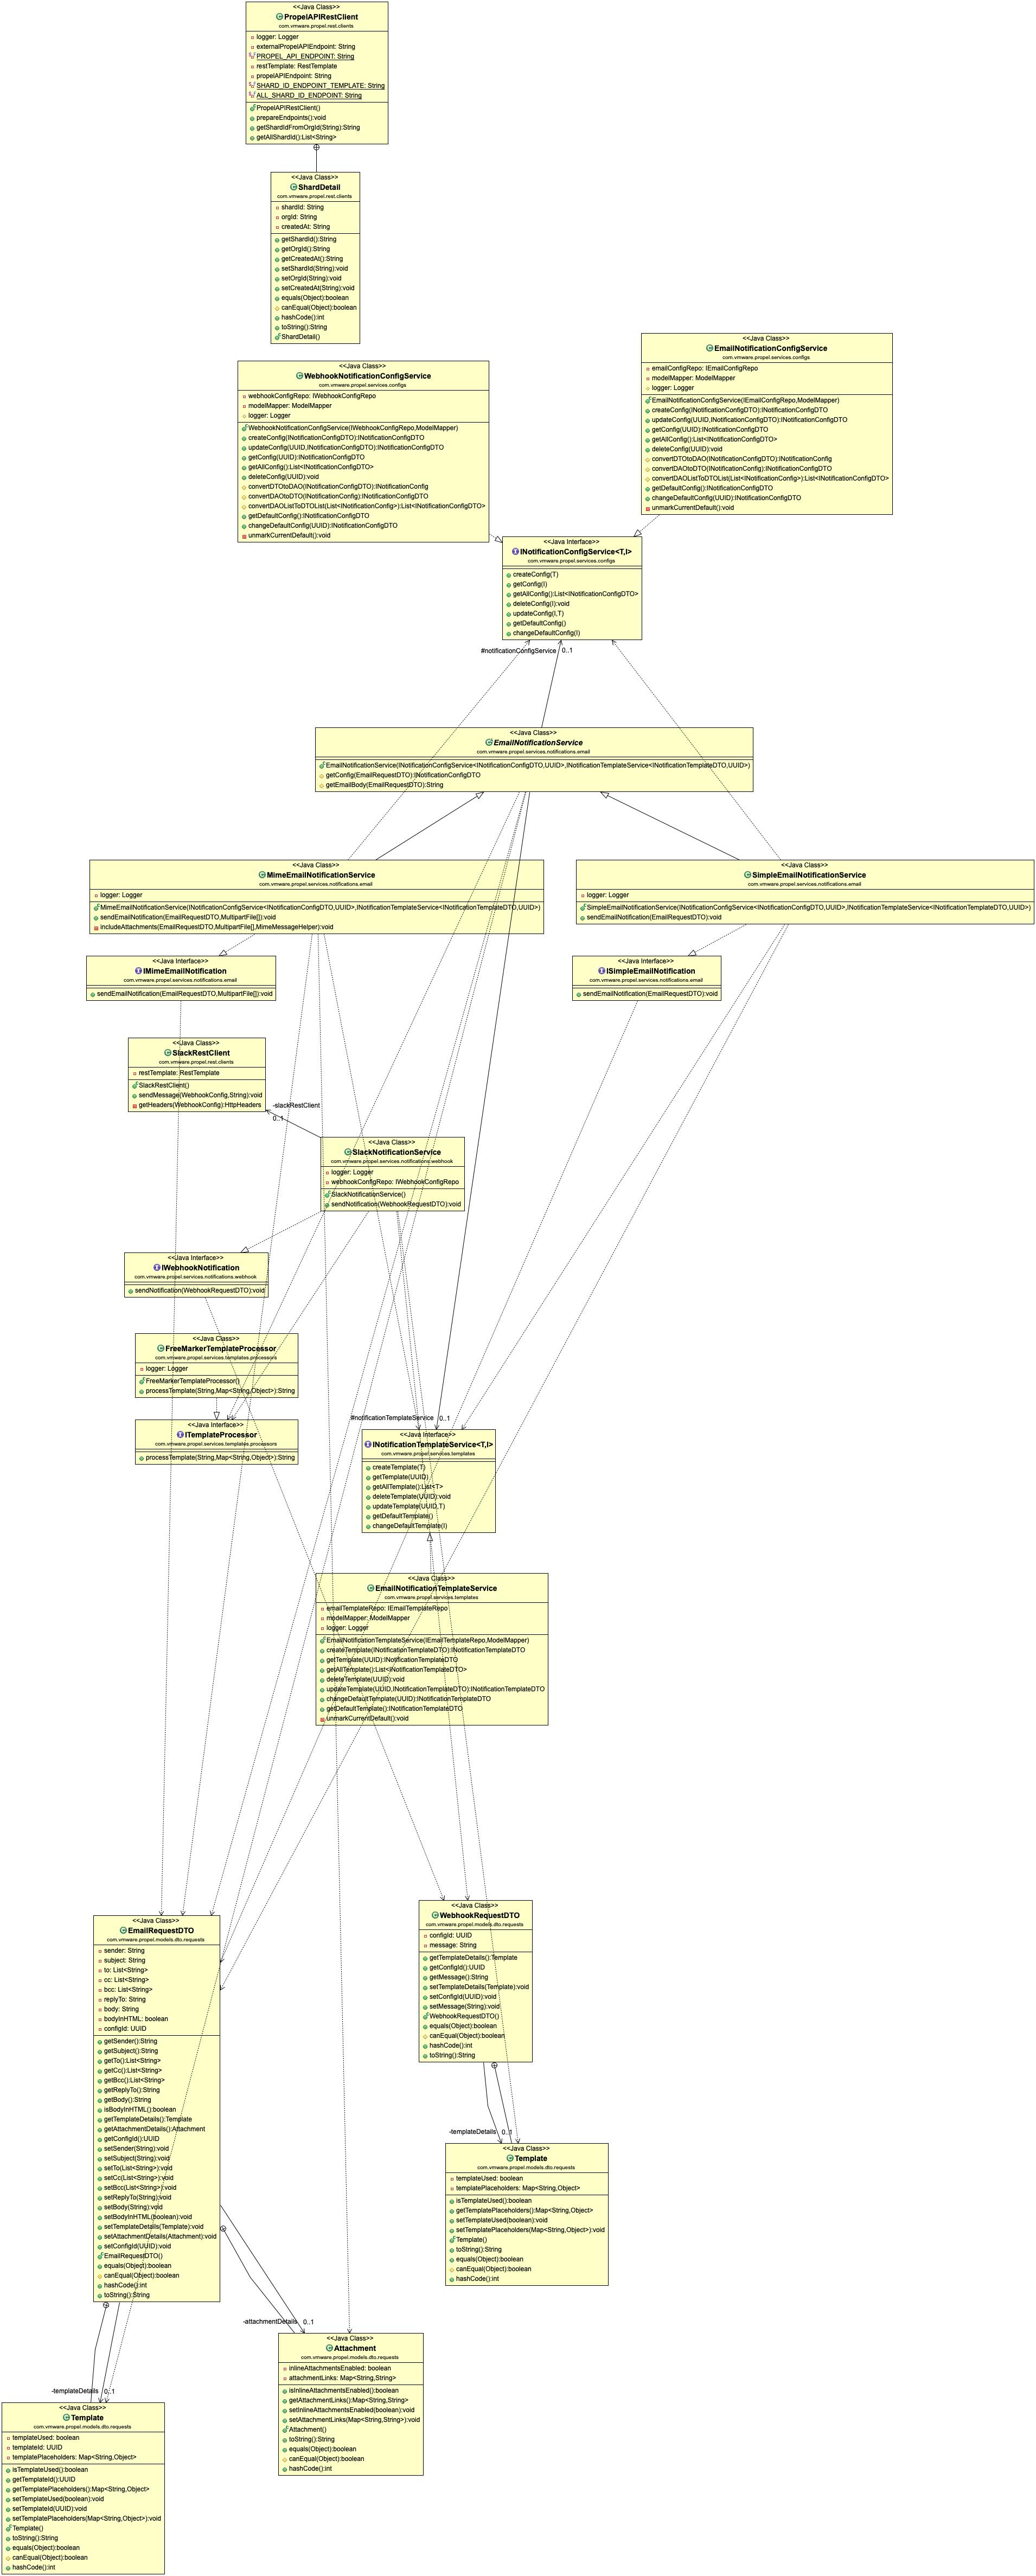 <<Java Class>>
PropelAPIRestClient
com.vmware.propel.rest.clients
logger: Logger
externalPropelAPIEndpoint: String
PROPEL_API_ENDPOINT: String
restTemplate: RestTemplate
propelAPIEndpoint: String
SHARD_ID_ENDPOINT_TEMPLATE: String
ALL_SHARD_ID_ENDPOINT: String
PropelAPIRestClient()
prepareEndpoints():void
getShardIdFromOrgId(String):String
getAllShardId():List<String>
<<Java Class>>
ShardDetail
com.vmware.propel.rest.clients
shardId: String
orgId: String
createdAt: String
getShardId():String
getOrgId():String
getCreatedAt():String
setShardId(String):void
setOrgId(String):void
setCreatedAt(String):void
equals(Object):boolean
canEqual(Object):boolean
hashCode():int
toString():String
ShardDetail()
<<Java Class>>
EmailNotificationConfigService
com.vmware.propel.services.configs
emailConfigRepo: IEmailConfigRepo
modelMapper: ModelMapper
logger: Logger
EmailNotificationConfigService(IEmailConfigRepo,ModelMapper)
createConfig(INotificationConfigDTO):INotificationConfigDTO
updateConfig(UUID,INotificationConfigDTO):INotificationConfigDTO
getConfig(UUID):INotificationConfigDTO
getAllConfig():List<INotificationConfigDTO>
deleteConfig(UUID):void
convertDTOtoDAO(INotificationConfigDTO):INotificationConfig
convertDAOtoDTO(INotificationConfig):INotificationConfigDTO
convertDAOListToDTOList(List<INotificationConfig>):List<INotificationConfigDTO>
getDefaultConfig():INotificationConfigDTO
changeDefaultConfig(UUID):INotificationConfigDTO
unmarkCurrentDefault():void
<<Java Class>>
WebhookNotificationConfigService
com.vmware.propel.services.configs
webhookConfigRepo: IWebhookConfigRepo
modelMapper: ModelMapper
logger: Logger
WebhookNotificationConfigService(IWebhookConfigRepo,ModelMapper)
createConfig(INotificationConfigDTO):INotificationConfigDTO
updateConfig(UUID,INotificationConfigDTO):INotificationConfigDTO
getConfig(UUID):INotificationConfigDTO
getAllConfig():List<INotificationConfigDTO>
deleteConfig(UUID):void
convertDTOtoDAO(INotificationConfigDTO):INotificationConfig
convertDAOtoDTO(INotificationConfig):INotificationConfigDTO
convertDAOListToDTOList(List<INotificationConfig>):List<INotificationConfigDTO>
getDefaultConfig():INotificationConfigDTO
changeDefaultConfig(UUID):INotificationConfigDTO
unmarkCurrentDefault():void
<<Java Interface>>
INotificationConfigService<T,I>
com.vmware.propel.services.configs
createConfig(T)
getConfig(I)
getAllConfig():List<INotificationConfigDTO>
deleteConfig(I):void
updateConfig(I,T)
getDefaultConfig()
changeDefaultConfig(I)
#notificationConfigService 0..1
<<Java Class>>
EmailNotificationService
com.vmware.propel.services.notifications.email
EmailNotificationService(INotificationConfigService<INotificationConfigDTO,UUID>,INotificationTemplateService<INotificationTemplateDTO,UUID>)
getConfig(EmailRequestDTO):INotificationConfigDTO
getEmailBody(EmailRequestDTO):String
<<Java Class>>
MimeEmailNotificationService
com.vmware.propel.services.notifications.email
logger: Logger
MimeEmailNotificationService(INotificationConfigService<INotificationConfigDTO,UUID>,INotificationTemplateService<INotificationTemplateDTO,UUID>)
sendEmailNotification(EmailRequestDTO,MultipartFile[]):void
includeAttachments(EmailRequestDTO,MultipartFile[],MimeMessageHelper):void
<<Java Class>>
SimpleEmailNotificationService
com.vmware.propel.services.notifications.email
logger: Logger
SimpleEmailNotificationService(INotificationConfigService<INotificationConfigDTO,UUID>,INotificationTemplateService<INotificationTemplateDTO,UUID>)
sendEmailNotification(EmailRequestDTO):void
<<Java Interface>>
IMimeEmailNotification
com.vmware.propel.services.notifications.email
sendEmailNotification(EmailRequestDTO,MultipartFile[]):void
<<Java Interface>>
ISimpleEmailNotification
com.vmware.propel.services.notifications.email
sendEmailNotification(EmailRequestDTO):void
<<Java Class>>
SlackRestClient
com.vmware.propel.rest.clients
restTemplate: RestTemplate
SlackRestClient()
sendMessage(WebhookConfig,String):void
getHeaders(WebhookConfig):HttpHeaders
-slackRestClient
0..1
<<Java Class>>
SlackNotificationService
com.vmware.propel.services.notifications.webhook
logger: Logger
webhookConfigRepo: IWebhookConfigRepo
SlackNotificationService()
sendNotification(WebhookRequestDTO):void
<<Java Interface>>
IWebhookNotification
com.vmware.propel.services.notifications.webhook
sendNotification(WebhookRequestDTO):void
<<Java Class>>
FreeMarkerTemplateProcessor
com.vmware.propel.services.templates.processors
logger: Logger
FreeMarkerTemplateProcessor()
processTemplate(String,Map<String,Object>):String
<<Java Interface>>
ITemplateProcessor
com.vmware.propel.services.templates.processors
processTemplate(String,Map<String,Object>):String
#notificationTemplateService 0..1
<<Java Interface>>
INotificationTemplateService<T,I>
com.vmware.propel.services.templates
createTemplate(T)
getTemplate(UUID)
getAllTemplate():List<T>
deleteTemplate(UUID):void
updateTemplate(UUID,T)
getDefaultTemplate()
changeDefaultTemplate(I)
<<Java Class>>
EmailNotificationTemplateService
com.vmware.propel.services.templates
emailTemplateRepo: IEmailTemplateRepo
modelMapper: ModelMapper
logger: Logger
EmailNotificationTemplateService(IEmailTemplateRepo,ModelMapper)
createTemplate(INotificationTemplateDTO):INotificationTemplateDTO
getTemplate(UUID):INotificationTemplateDTO
getAllTemplate():List<INotificationTemplateDTO>
deleteTemplate(UUID):void
updateTemplate(UUID,INotificationTemplateDTO):INotificationTemplateDTO
changeDefaultTemplate(UUID):INotificationTemplateDTO
getDefaultTemplate():INotificationTemplateDTO
unmarkCurrentDefault():void
<<Java Class>>
WebhookRequestDTO
com.vmware.propel.models.dto.requests
configId: UUID
message: String
getTemplateDetails():Template
getConfigId():UUID
getMessage():String
setTemplateDetails(Template):void
setConfigId(UUID):void
setMessage(String):void
WebhookRequestDTO()
equals(Object):boolean
canEqual(Object):boolean
hashCode():int
toString():String
<<Java Class>>
EmailRequestDTO
com.vmware.propel.models.dto.requests
sender: String
subject: String
to: List<String>
cc: List<String>
bcc: List<String>
replyTo: String
body: String
bodyInHTML: boolean
configId: UUID
getSender():String
getSubject():String
getTo():List<String>
getCc():List<String>
getBcc():List<String>
getReplyTo():String
getBody():String
isBodyInHTML():boolean
getTemplateDetails():Template
getAttachmentDetails():Attachment
getConfigId():UUID
setSender(String):void
setSubject(String):void
setTo(List<String>):void
setCc(List<String>):void
setBcc(List<String>):void
setReplyTo(String):void
setBody(String):void
setBodyInHTML(boolean):void
setTemplateDetails(Template):void
setAttachmentDetails(Attachment):void
setConfigId(UUID):void
EmailRequestDTO()
equals(Object):boolean
canEqual(Object):boolean
hashCode():int
toString():String
-templateDetails 0..1
<<Java Class>>
Template
com.vmware.propel.models.dto.requests
templateUsed: boolean
templatePlaceholders: Map<String,Object>
isTemplateUsed():boolean
getTemplatePlaceholders():Map<String,Object>
setTemplateUsed(boolean):void
setTemplatePlaceholders(Map<String,Object>):void
Template()
toString():String
equals(Object):boolean
canEqual(Object):boolean
hashCode():int
-attachmentDetails 0..1
<<Java Class>>
Attachment
com.vmware.propel.models.dto.requests
inlineAttachmentsEnabled: boolean
attachmentLinks: Map<String,String>
isInlineAttachmentsEnabled():boolean
getAttachmentLinks():Map<String,String>
setInlineAttachmentsEnabled(boolean):void
setAttachmentLinks(Map<String,String>):void
Attachment()
toString():String
equals(Object):boolean
canEqual(Object):boolean
hashCode():int
-templateDetails 0..1
<<Java Class>>
Template
com.vmware.propel.models.dto.requests
templateUsed: boolean
templateId: UUID
templatePlaceholders: Map<String,Object>
isTemplateUsed():boolean
getTemplateId():UUID
getTemplatePlaceholders():Map<String,Object>
setTemplateUsed(boolean):void
setTemplateId(UUID):void
setTemplatePlaceholders(Map<String,Object>):void
Template()
toString():String
equals(Object):boolean
canEqual(Object):boolean
hashCode():int